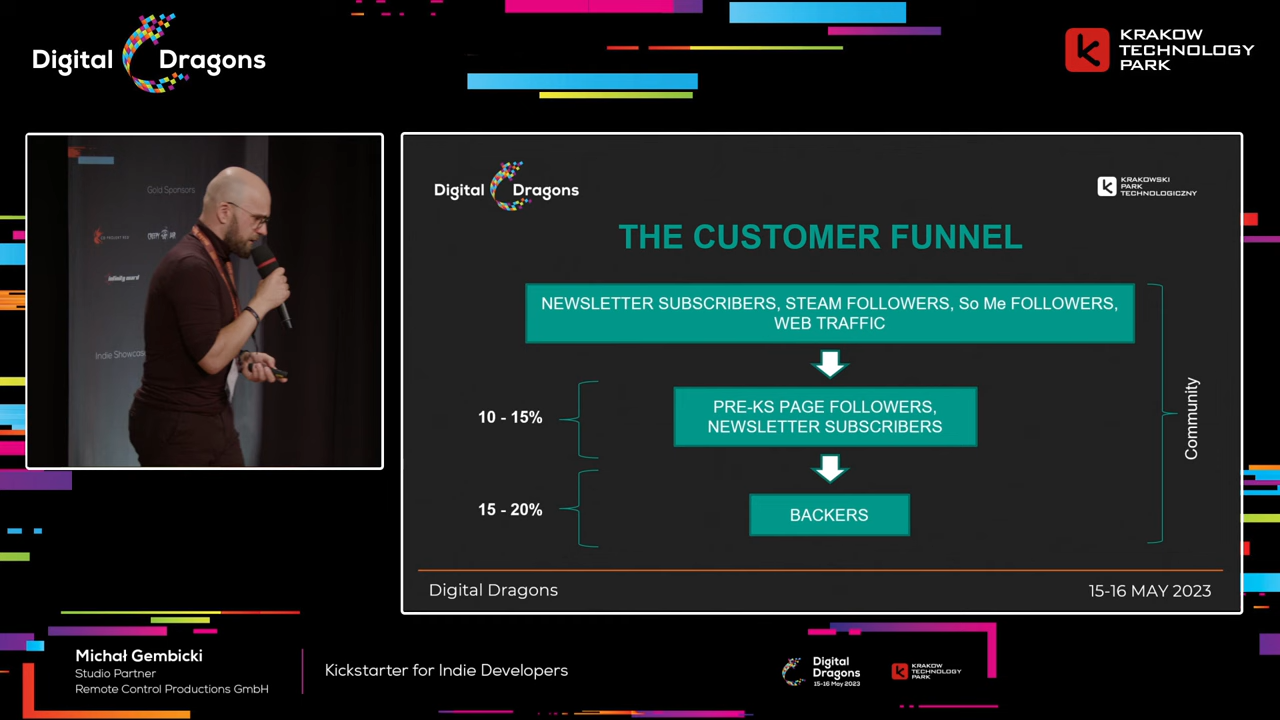 Digital Dragons
KRAKOW
TECHNOLOGY
PARK
Gold Sponsors
Indie Showcase
Digital Dragons
KRAKOWSKI
PARK
TECHNOLOGICZNY
THE CUSTOMER FUNNEL
NEWSLETTER SUBSCRIBERS, STEAM FOLLOWERS, So Me FOLLOWERS,
WEB TRAFFIC
10 - 15%
PRE-KS PAGE FOLLOWERS,
NEWSLETTER SUBSCRIBERS
15 - 20%
BACKERS
Community
Digital Dragons
15-16 MAY 2023
Michał Gembicki
Studio Partner
Remote Control Productions GmbH
Kickstarter for Indie Developers
Digital
Dragons
15-16 May 2023
KRAKOW
TECHNOLOGY
PARK